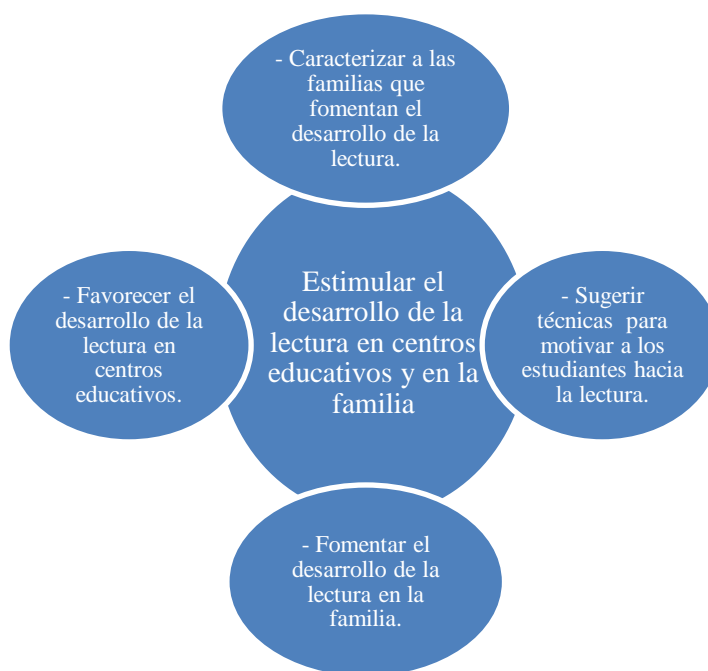 - Caracterizar a las
familias que
fomentan el
desarrollo de la
lectura.
- Favorecer el
desarrollo de la
lectura en
centros
educativos.
Estimular el
desarrollo de la
lectura en centros
educativos y en la
familia
- Sugerir
técnicas para
motivar a los
estudiantes hacia
la lectura.
- Fomentar el
desarrollo de la
lectura en la
familia.